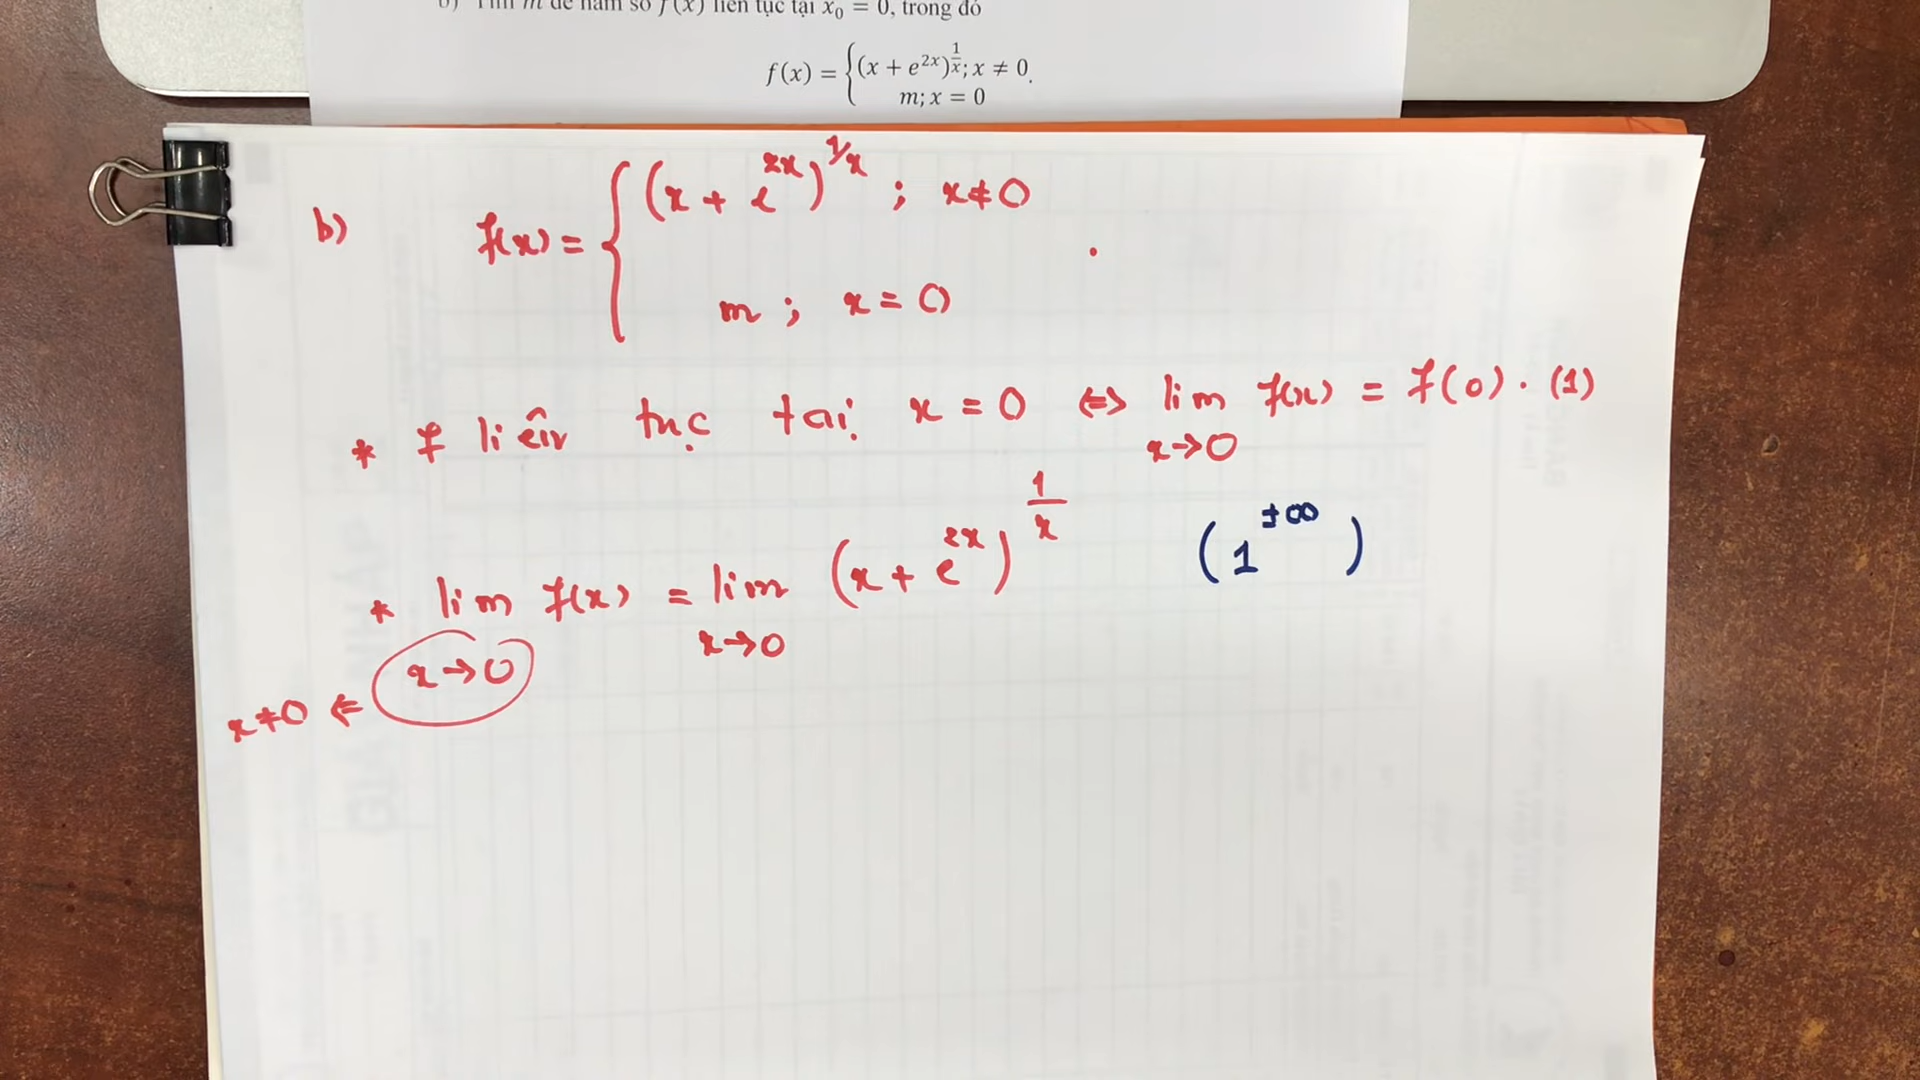 b) Tìm m để hàm số f(x) liên tục tại x₀ = 0, trong đó
f(x) = { (x + e^{2x})^{1/x}; x ≠ 0
m; x = 0 .
b) f(x) = { (x + e^{2x})^{1/x} ; x ≠ 0
m ; x = 0 .
* f liên tục tại x = 0 ⇔ lim_{x→0} f(x) = f(0) . (1)
* lim_{x→0} f(x) = lim_{x→0} (x + e^{2x})^{1/x} (1^{±∞})
x ≠ 0 ⇐